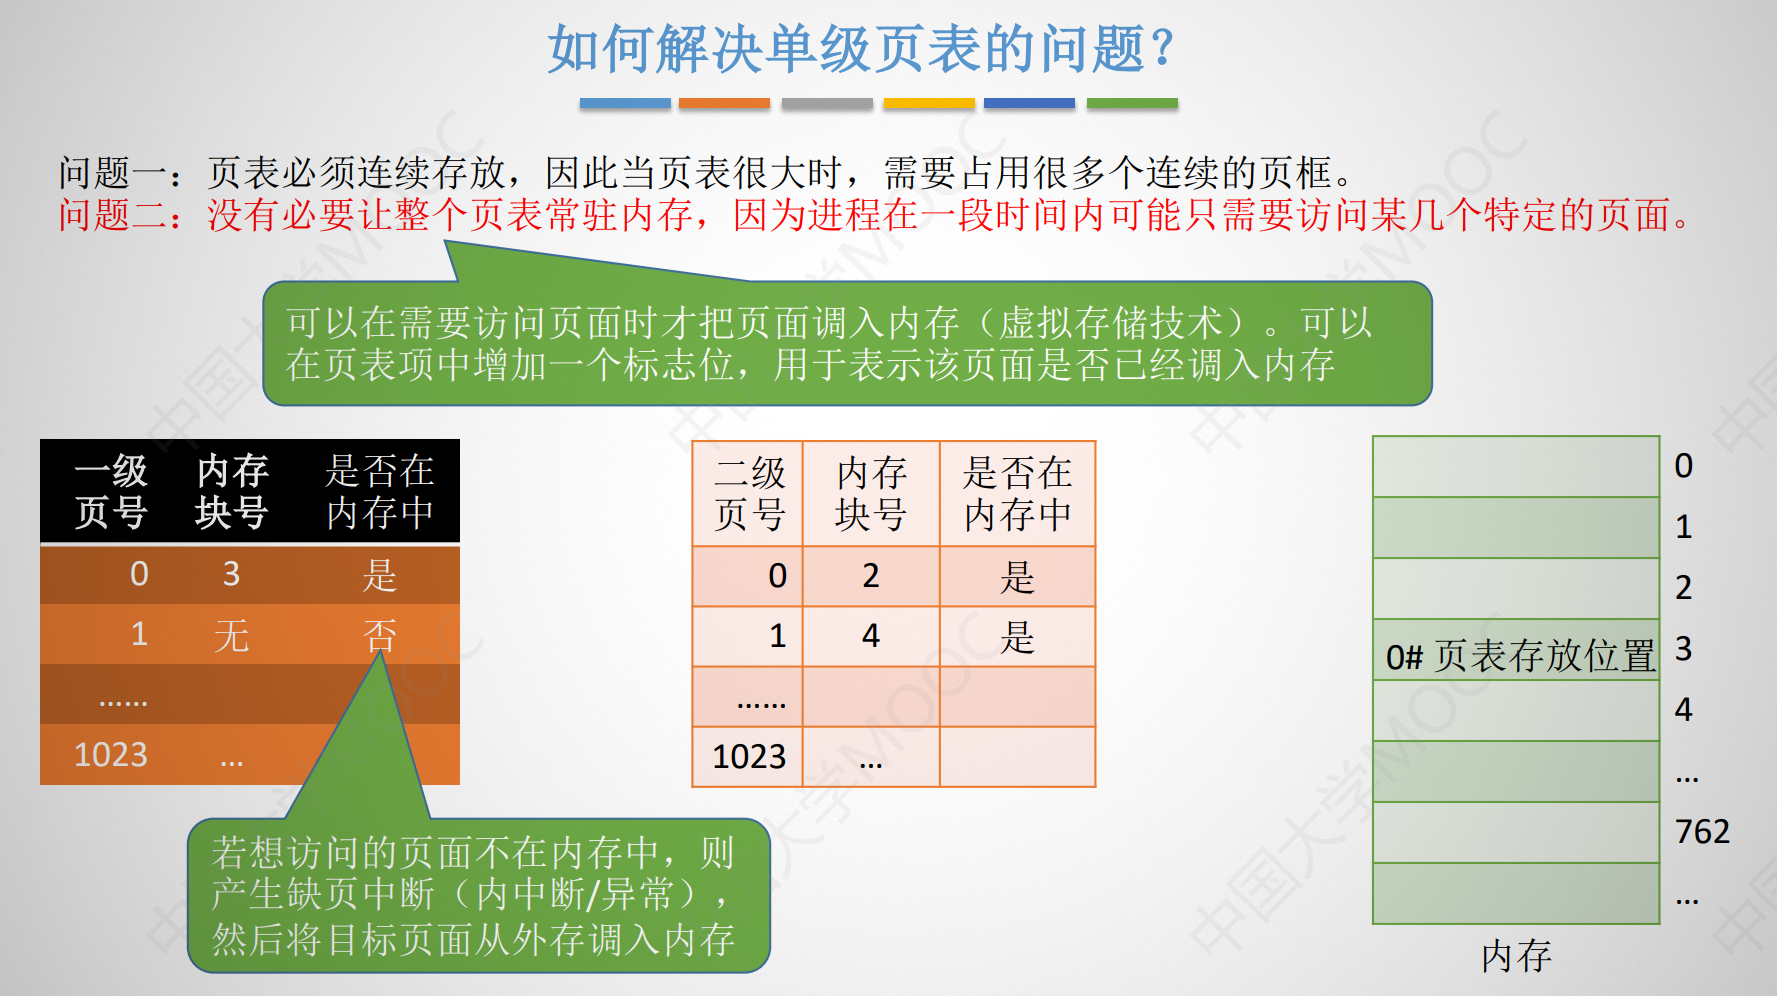 如何解决单级页表的问题？
问题一：页表必须连续存放，因此当页表很大时，需要占用很多个连续的页框。
问题二：没有必要让整个页表常驻内存，因为进程在一段时间内可能只需要访问某几个特定的页面。
可以在需要访问页面时才把页面调入内存（虚拟存储技术）。可以
在页表项中增加一个标志位，用于表示该页面是否已经调入内存
一级页号 内存块号 是否在内存中
0 3 是
1 无 否
......
1023 ...
若想访问的页面不在内存中，则
产生缺页中断（内中断/异常），
然后将目标页面从外存调入内存
二级页号 内存块号 是否在内存中
0 2 是
1 4 是
......
1023 ...
0
1
2
0# 页表存放位置 3
4
...
762
...
内存
中国大学MOOC